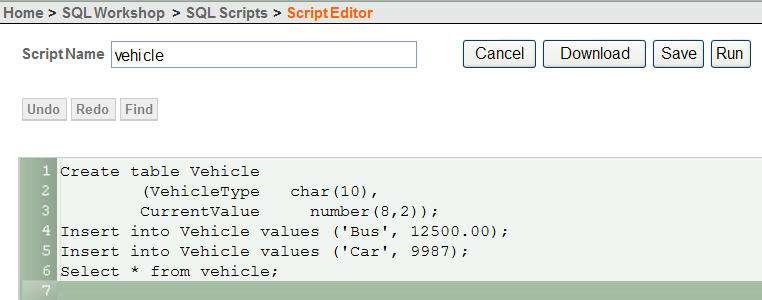 Home > SQL Workshop > SQL Scripts > Script Editor
Script Name vehicle Cancel Download Save Run
Undo Redo Find
1 Create table Vehicle
2 (VehicleType char(10),
3 CurrentValue number(8,2));
4 Insert into Vehicle values ('Bus', 12500.00);
5 Insert into Vehicle values ('Car', 9987);
6 Select * from vehicle;
7